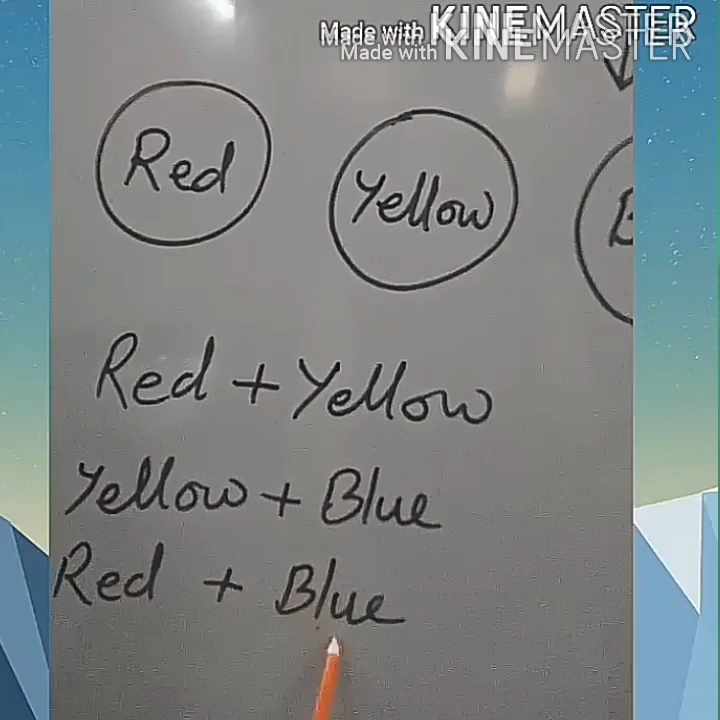 Made with KINEMASTER
Made with KINEMASTER
Red
Yellow
B
Red + Yellow
Yellow + Blue
Red + Blue